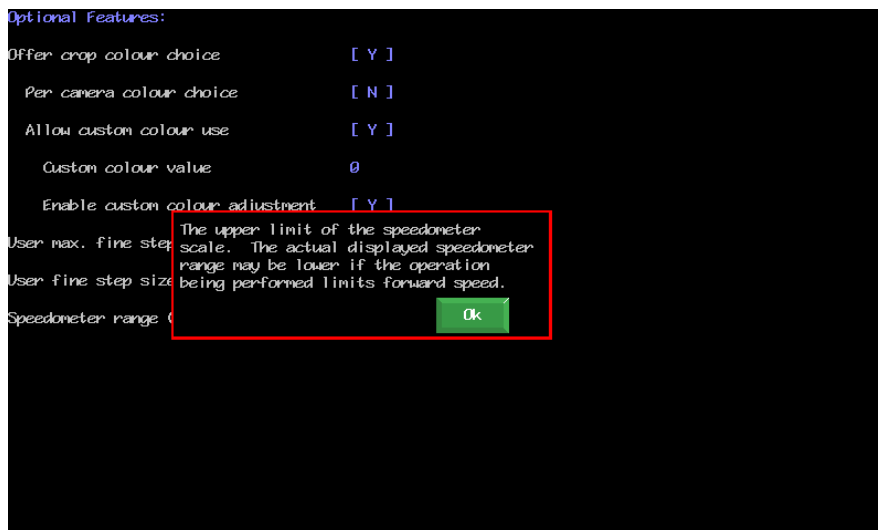 Optional Features:
Offer crop colour choice [ Y ]
Per camera colour choice [ N ]
Allow custom colour use [ Y ]
Custom colour value 0
Enable custom colour adjustment [ Y ]
User max. fine step
User fine step size
Speedometer range (
The upper limit of the speedometer
scale. The actual displayed speedometer
range may be lower if the operation
being performed limits forward speed.
Ok